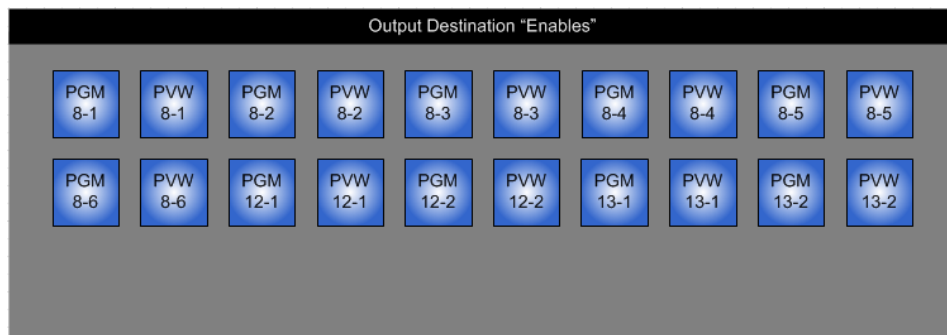 Output Destination “Enables”
PGM 8-1
PVW 8-1
PGM 8-2
PVW 8-2
PGM 8-3
PVW 8-3
PGM 8-4
PVW 8-4
PGM 8-5
PVW 8-5
PGM 8-6
PVW 8-6
PGM 12-1
PVW 12-1
PGM 12-2
PVW 12-2
PGM 13-1
PVW 13-1
PGM 13-2
PVW 13-2